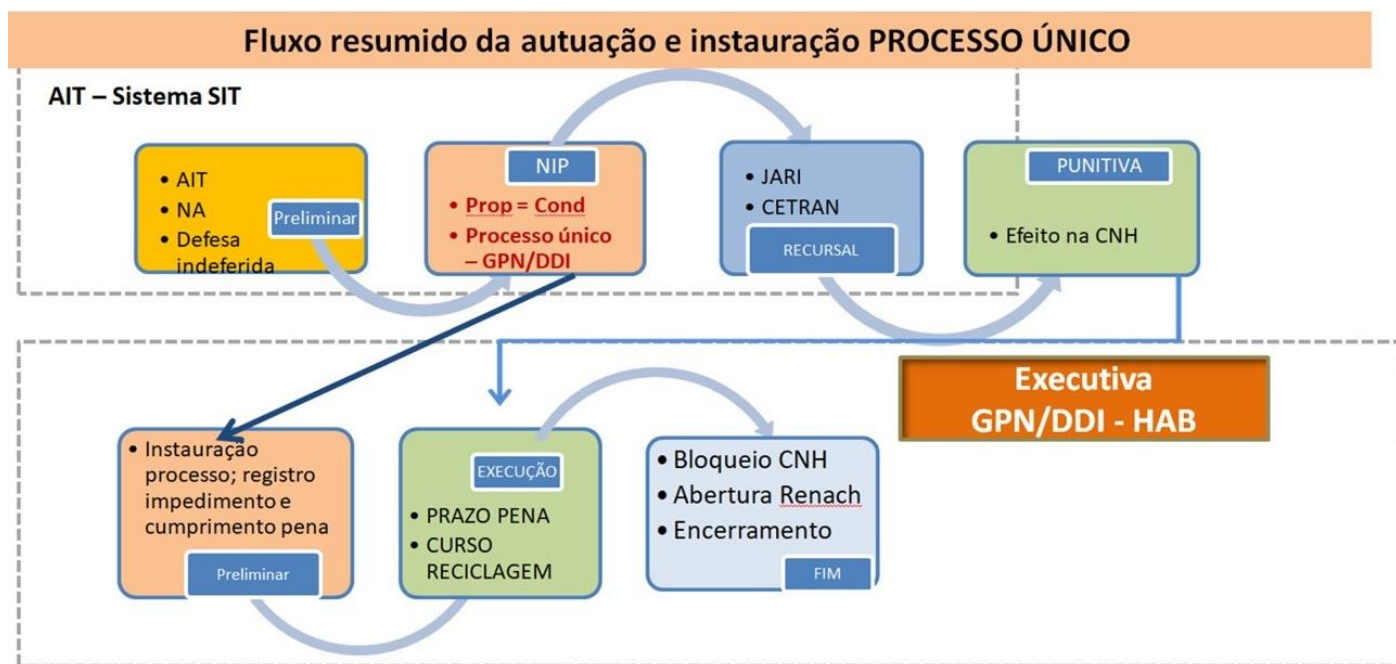 Fluxo resumido da autuação e instauração PROCESSO ÚNICO
AIT – Sistema SIT
• AIT
• NA
• Defesa
indeferida
Preliminar
NIP
• Prop = Cond
• Processo único
– GPN/DDI
• JARI
• CETRAN
RECURSAL
PUNITIVA
• Efeito na CNH
Executiva
GPN/DDI - HAB
• Instauração
processo; registro
impedimento e
cumprimento pena
Preliminar
EXECUÇÃO
• PRAZO PENA
• CURSO
RECICLAGEM
• Bloqueio CNH
• Abertura Renach
• Encerramento
FIM